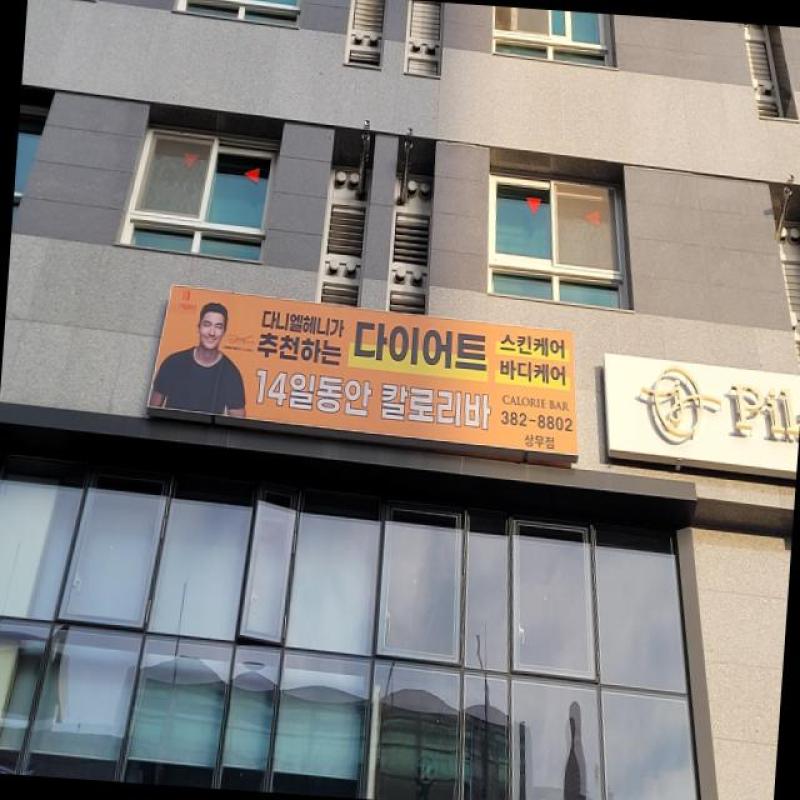 다니엘헤니가
추천하는
다이어트
스킨케어
바디케어
14일동안 칼로리바
CALORIE BAR
382-8802
상무점
Pil